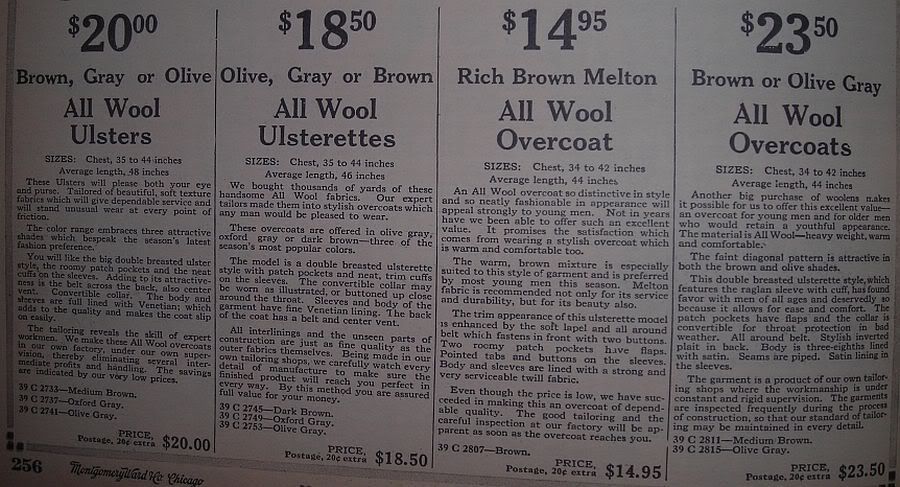 $20.00
Brown, Gray or Olive
All Wool
Ulsters
SIZES: Chest, 35 to 44 inches
Average length, 48 inches
These Ulsters will please both your eye
and purse. Tailored of beautiful, soft texture
fabrics which will give dependable service and
will stand unusual wear at every point of
friction.
The color range embraces three attractive
shades which bespeak the season's latest
fashion preference.
You will like the big double breasted ulster
style, the roomy patch pockets and the neat
cuffs on the sleeves. Adding to its attractive-
ness is the belt across the back, also center
vent. Convertible collar. The body and
sleeves are full lined with Venetian; which
adds to the quality and makes the coat slip
on easily.
The tailoring reveals the skill of expert
workmen. We make these All Wool overcoats
in our own factory, under our own super-
vision, thereby eliminating several inter-
mediate profits and handling. The savings
are indicated by our very low prices.
39 C 2733—Medium Brown.
39 C 2737—Oxford Gray.
39 C 2741—Olive Gray.
PRICE,
Postage, 20¢ extra $20.00
$18.50
Olive, Gray or Brown
All Wool
Ulsterettes
SIZES: Chest, 35 to 44 inches
Average length, 46 inches
We bought thousands of yards of these
handsome All Wool fabrics. Our expert
tailors made them into stylish overcoats which
any man would be pleased to wear.
These overcoats are offered in olive gray,
oxford gray or dark brown—three of the
season's most popular colors.
The model is a double breasted ulsterette
style with patch pockets and neat, trim cuffs
on the sleeves. The convertible collar may
be worn as illustrated, or buttoned up close
around the throat. Sleeves and body of the
garment have fine Venetian lining. The back
of the coat has a belt and center vent.
All interlinings and the unseen parts of
construction are just as fine quality as the
outer fabrics themselves. Being made in our
own tailoring shops, we carefully watch every
detail of manufacture to make sure the
finished product will reach you perfect in
every way. By this method you are assured
full value for your money.
39 C 2745—Dark Brown.
39 C 2749—Oxford Gray.
39 C 2753—Olive Gray.
PRICE,
Postage, 20¢ extra $18.50
$14.95
Rich Brown Melton
All Wool
Overcoat
SIZES: Chest, 34 to 42 inches
Average length, 44 inches
An All Wool overcoat so distinctive in style
and so neatly fashionable in appearance will
appeal strongly to young men. Not in years
have we been able to offer such an excellent
value. It promises the satisfaction which
comes from wearing a stylish overcoat which
is warm and comfortable too.
The warm, brown mixture is especially
suited to this style of garment and is preferred
by most young men this season. Melton
fabric is recommended not only for its service
and durability, but for its beauty also.
The trim appearance of this ulsterette model
is enhanced by the soft lapel and all around
belt which fastens in front with two buttons.
Two roomy patch pockets have flaps.
Pointed tabs and buttons on the sleeves.
Body and sleeves are lined with a strong and
very serviceable twill fabric.
Even though the price is low, we have suc-
ceeded in making this an overcoat of depend-
able quality. The good tailoring and the
careful inspection at our factory will be ap-
parent as soon as the overcoat reaches you.
39 C 2807—Brown.
PRICE,
Postage, 20¢ extra $14.95
$23.50
Brown or Olive Gray
All Wool
Overcoats
SIZES: Chest, 34 to 42 inches
Average length, 44 inches
Another big purchase of woolens makes
it possible for us to offer this excellent value—
an overcoat for young men and for older men
who would retain a youthful appearance.
The material is All Wool—heavy weight, warm
and comfortable.
The faint diagonal pattern is attractive in
both the brown and olive shades.
This double breasted ulsterette style, which
features the raglan sleeve with cuff, has found
favor with men of all ages and deservedly so
because it allows for ease and comfort. The
patch pockets have flaps and the collar is
convertible for throat protection in bad
weather. All around belt. Stylish inverted
plait in back. Body is three-eighths lined
with satin. Seams are piped. Satin lining in
the sleeves.
The garment is a product of our own tailor-
ing shops where the workmanship is under
constant and rigid supervision. The garments
are inspected frequently during the process
of construction, so that our standard of tailor-
ing may be maintained in every detail.
39 C 2811—Medium Brown.
39 C 2815—Olive Gray.
PRICE,
Postage, 20¢ extra $23.50
256 Montgomery Ward & Co. Chicago